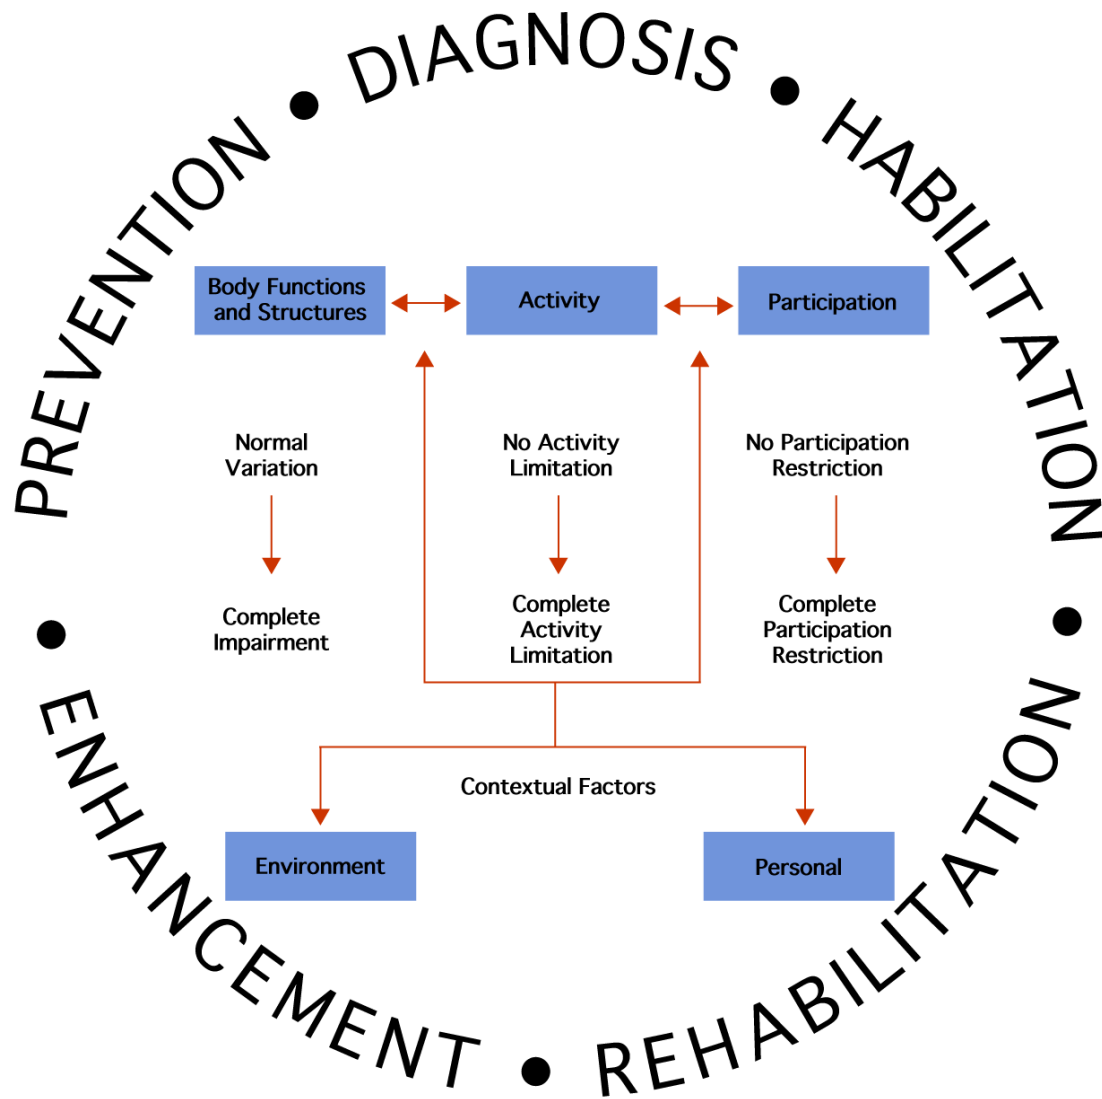 PREVENTION • DIAGNOSIS • HABILITATION • REHABILITATION • ENHANCEMENT •
Body Functions
and Structures
Activity
Participation
Normal
Variation
No Activity
Limitation
No Participation
Restriction
Complete
Impairment
Complete
Activity
Limitation
Complete
Participation
Restriction
Contextual Factors
Environment
Personal